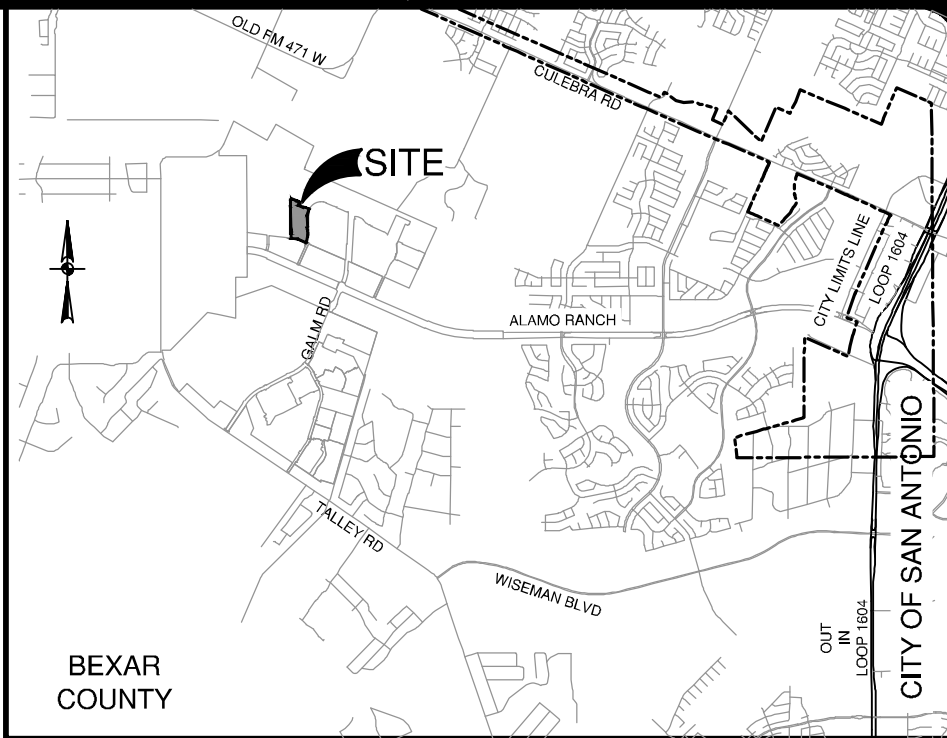 OLD FM 471 W
CULEBRA RD
SITE
CITY LIMITS LINE
LOOP 1604
ALAMO RANCH
GALM RD
TALLEY RD
WISEMAN BLVD
CITY OF SAN ANTONIO
OUT
IN
LOOP 1604
BEXAR
COUNTY